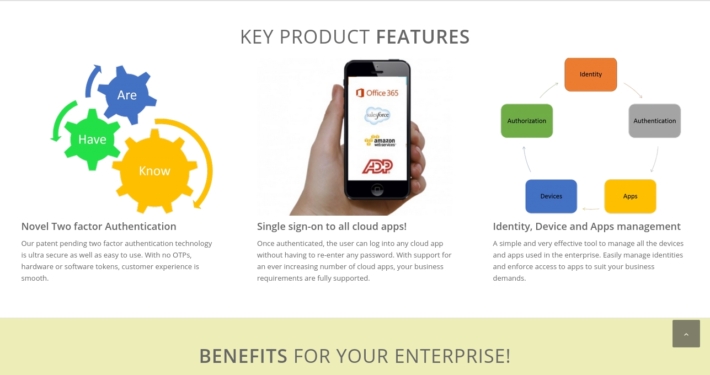 KEY PRODUCT FEATURES
Are
Have
Know
Office 365
salesforce
amazon
web services
ADP
Identity
Authorization
Authentication
Devices
Apps
Novel Two factor Authentication
Our patent pending two factor authentication technology
is ultra secure as well as easy to use. With no OTPs,
hardware or software tokens, customer experience is
smooth.
Single sign-on to all cloud apps!
Once authenticated, the user can log into any cloud app
without having to re-enter any password. With support for
an ever increasing number of cloud apps, your business
requirements are fully supported.
Identity, Device and Apps management
A simple and very effective tool to manage all the devices
and apps used in the enterprise. Easily manage identities
and enforce access to apps to suit your business
demands.
BENEFITS FOR YOUR ENTERPRISE!